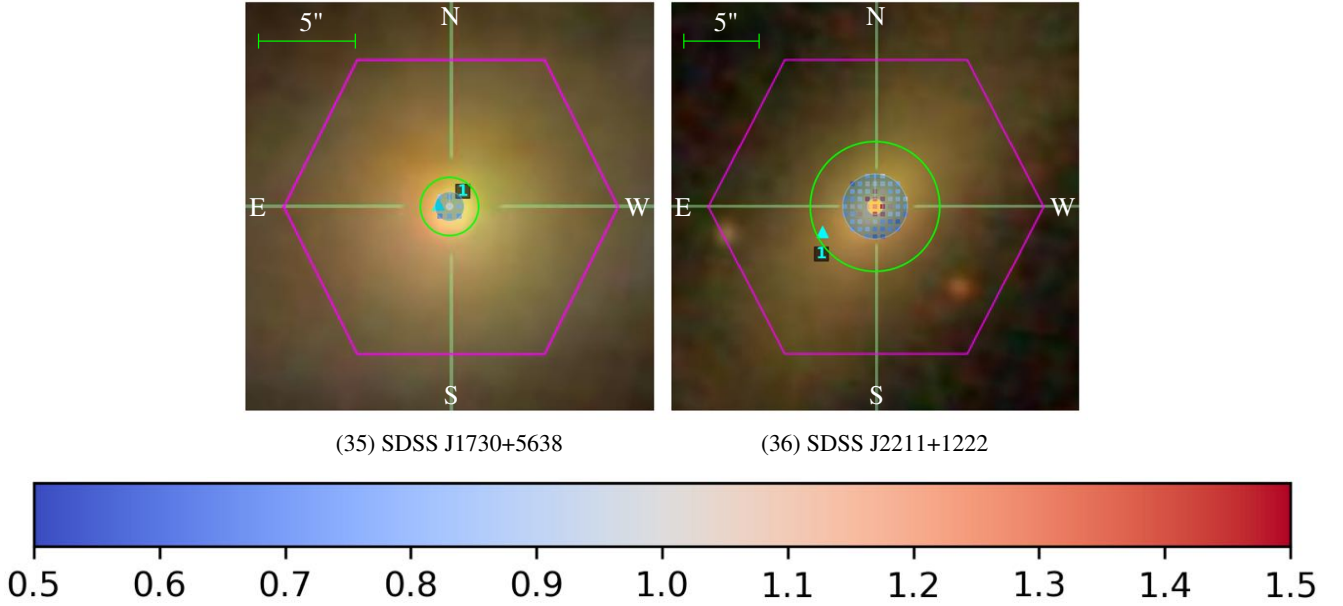 5" N 5" N
1
E W E W
1
S S
(35) SDSS J1730+5638 (36) SDSS J2211+1222
0.5 0.6 0.7 0.8 0.9 1.0 1.1 1.2 1.3 1.4 1.5